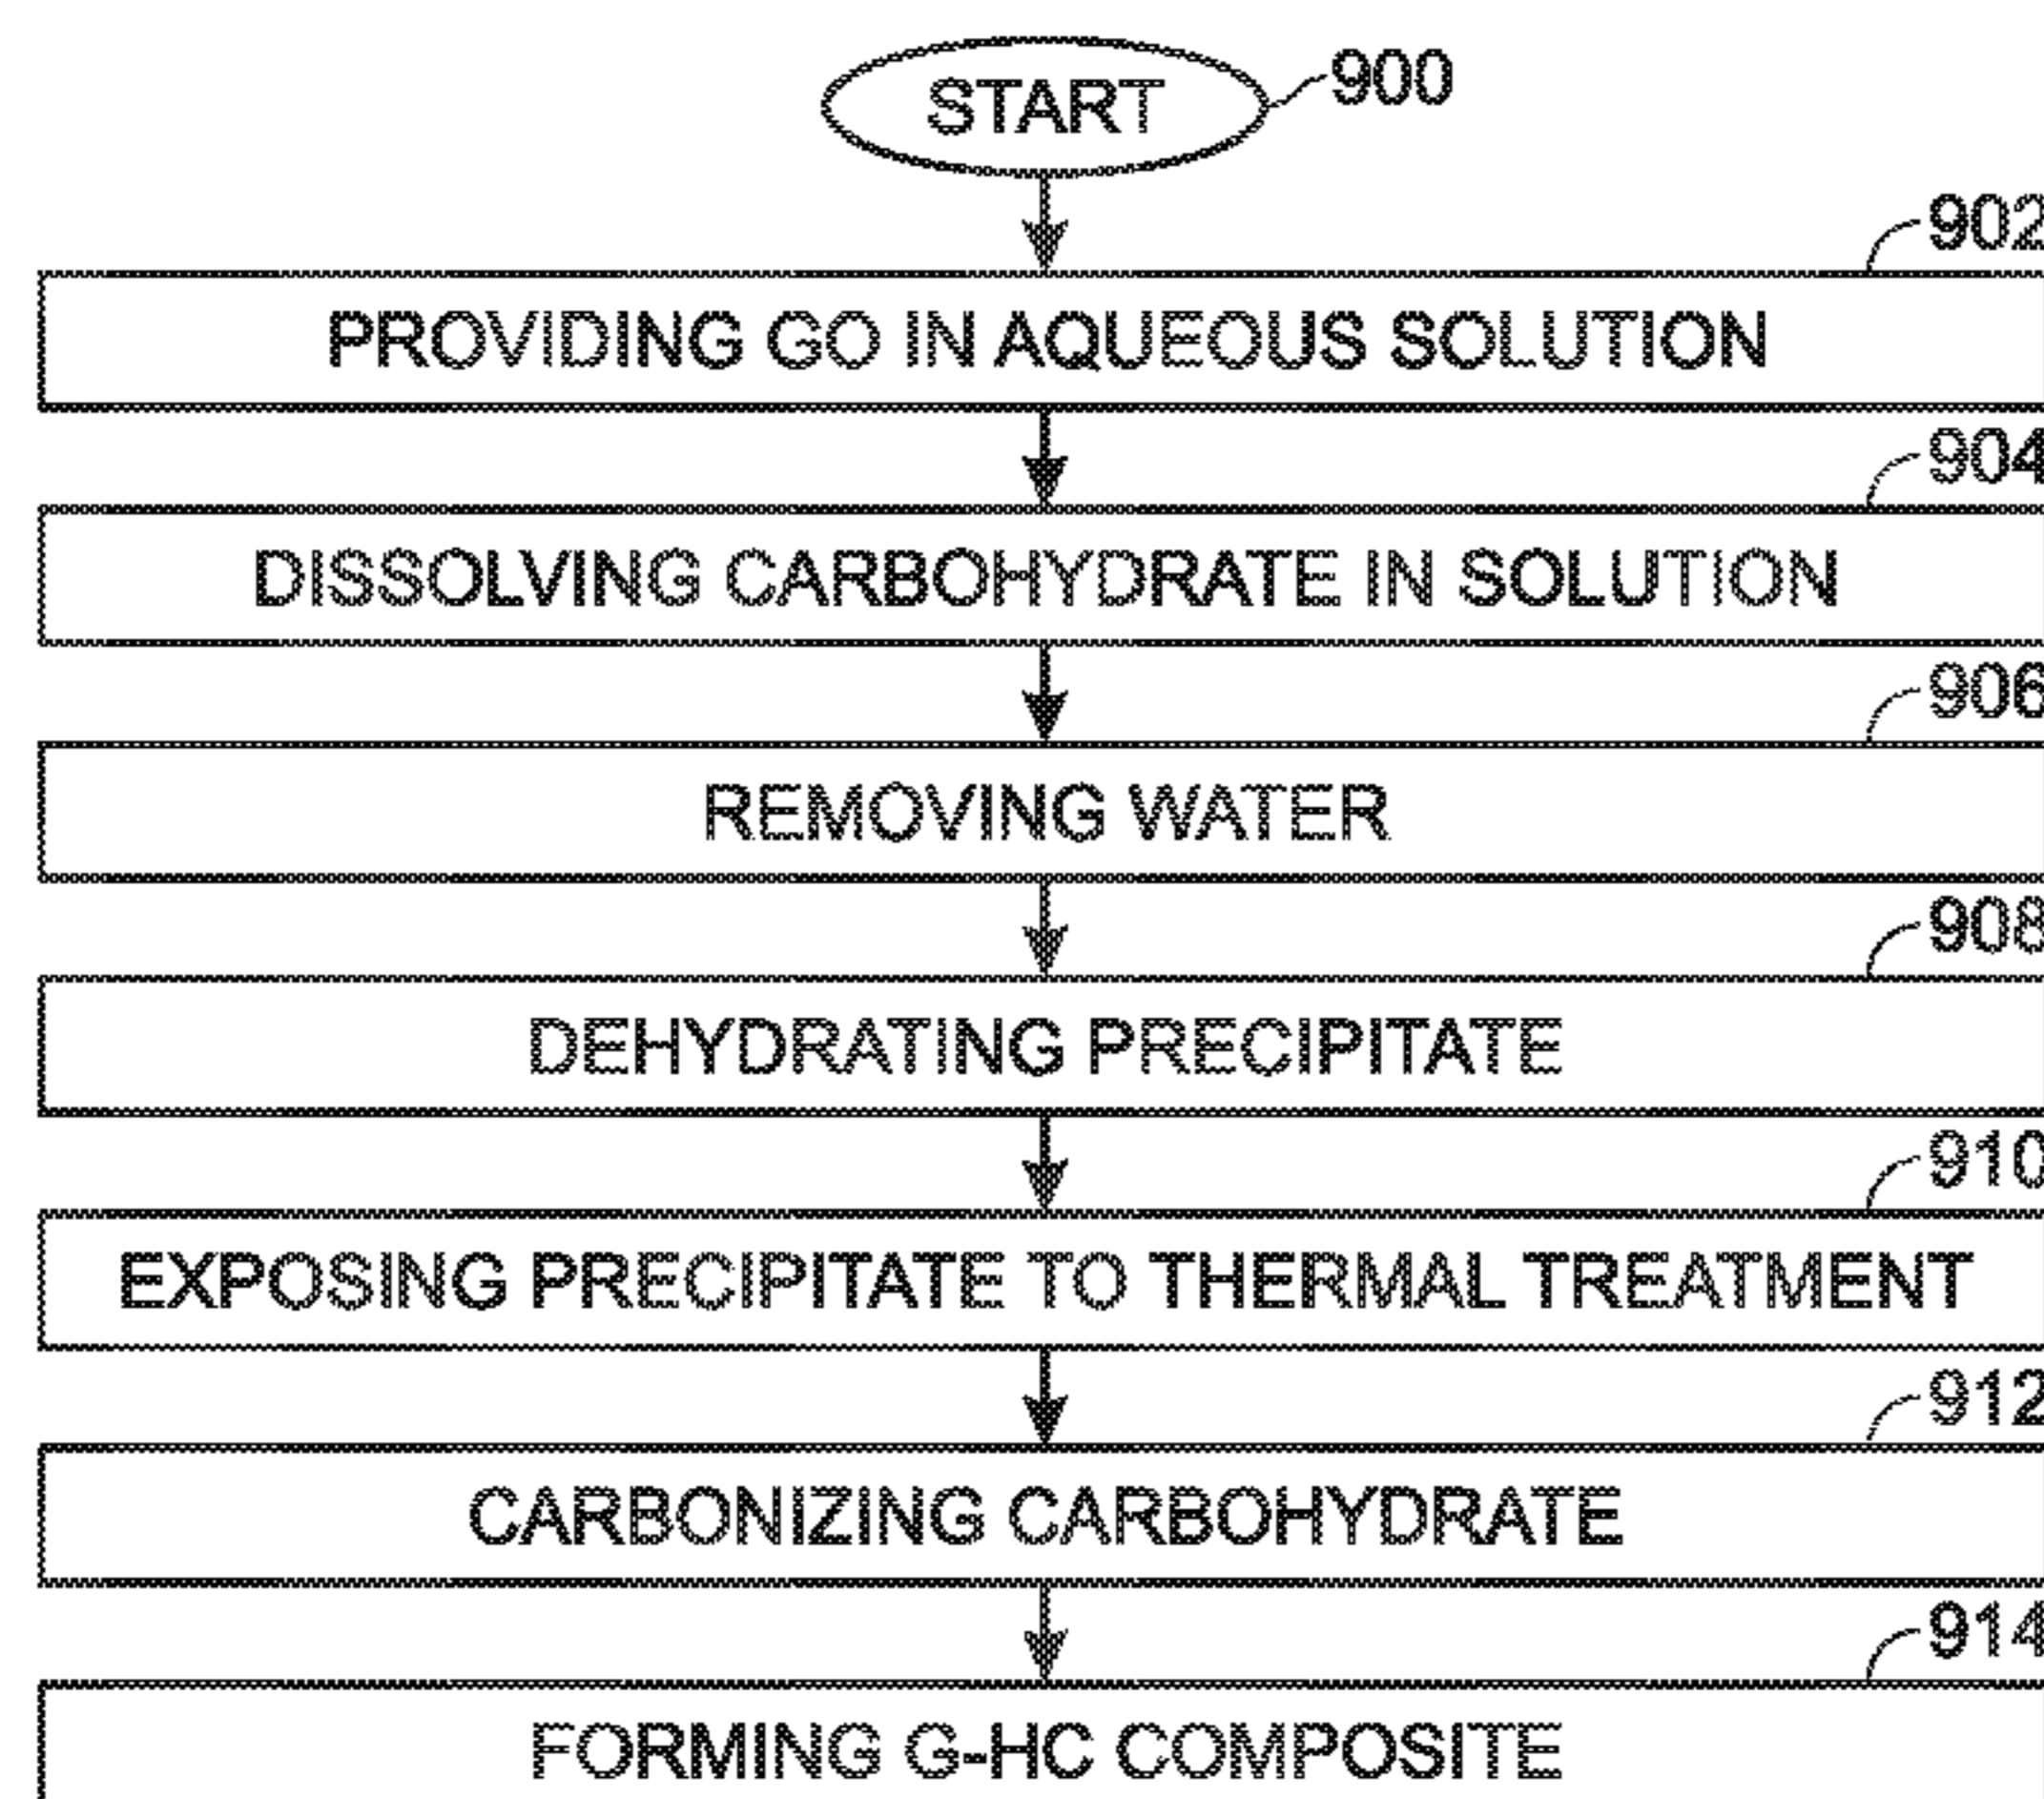 START 900
902
PROVIDING GO IN AQUEOUS SOLUTION
904
DISSOLVING CARBOHYDRATE IN SOLUTION
906
REMOVING WATER
908
DEHYDRATING PRECIPITATE
910
EXPOSING PRECIPITATE TO THERMAL TREATMENT
912
CARBONIZING CARBOHYDRATE
914
FORMING G-HC COMPOSITE